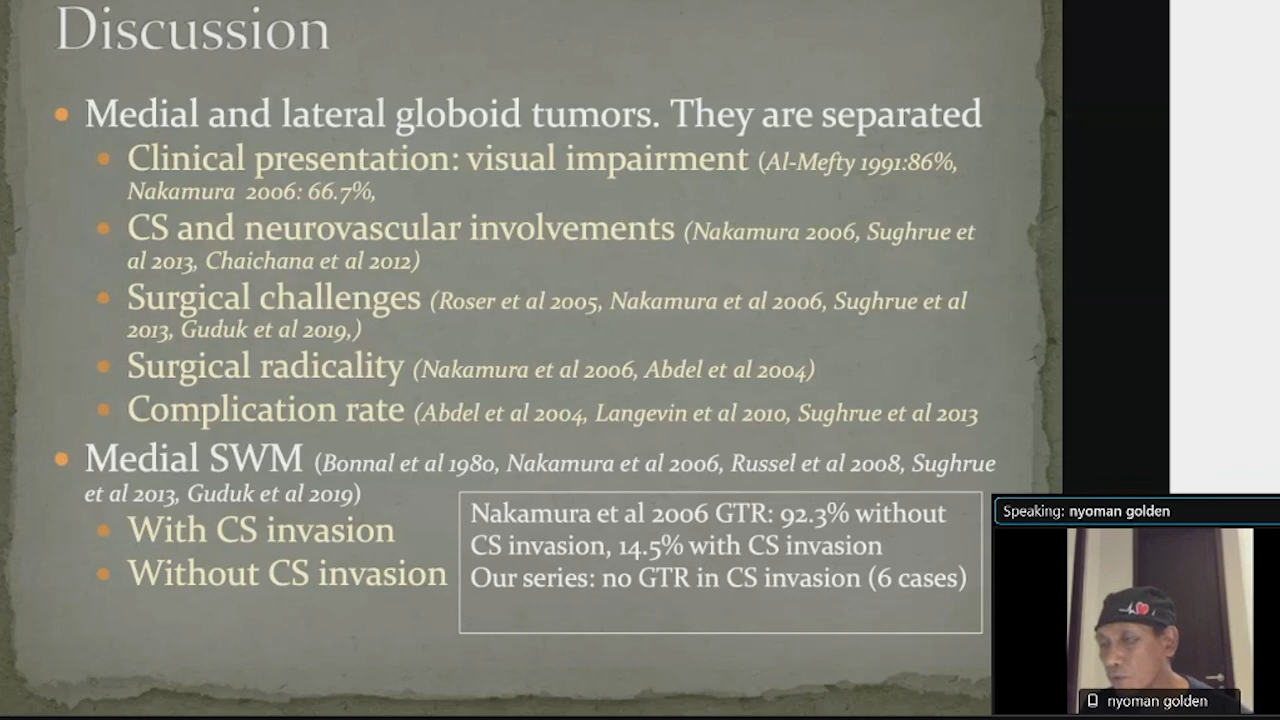 Discussion
Medial and lateral globoid tumors. They are separated
Clinical presentation: visual impairment (Al-Mefty 1991:86%,
Nakamura 2006: 66.7%,
CS and neurovascular involvements (Nakamura 2006, Sughrue et
al 2013, Chaichana et al 2012)
Surgical challenges (Roser et al 2005, Nakamura et al 2006, Sughrue et al
2013, Guduk et al 2019,)
Surgical radicality (Nakamura et al 2006, Abdel et al 2004)
Complication rate (Abdel et al 2004, Langevin et al 2010, Sughrue et al 2013
Medial SWM (Bonnal et al 1980, Nakamura et al 2006, Russel et al 2008, Sughrue
et al 2013, Guduk et al 2019)
With CS invasion
Without CS invasion
Nakamura et al 2006 GTR: 92.3% without
CS invasion, 14.5% with CS invasion
Our series: no GTR in CS invasion (6 cases)
Speaking: nyoman golden
nyoman golden